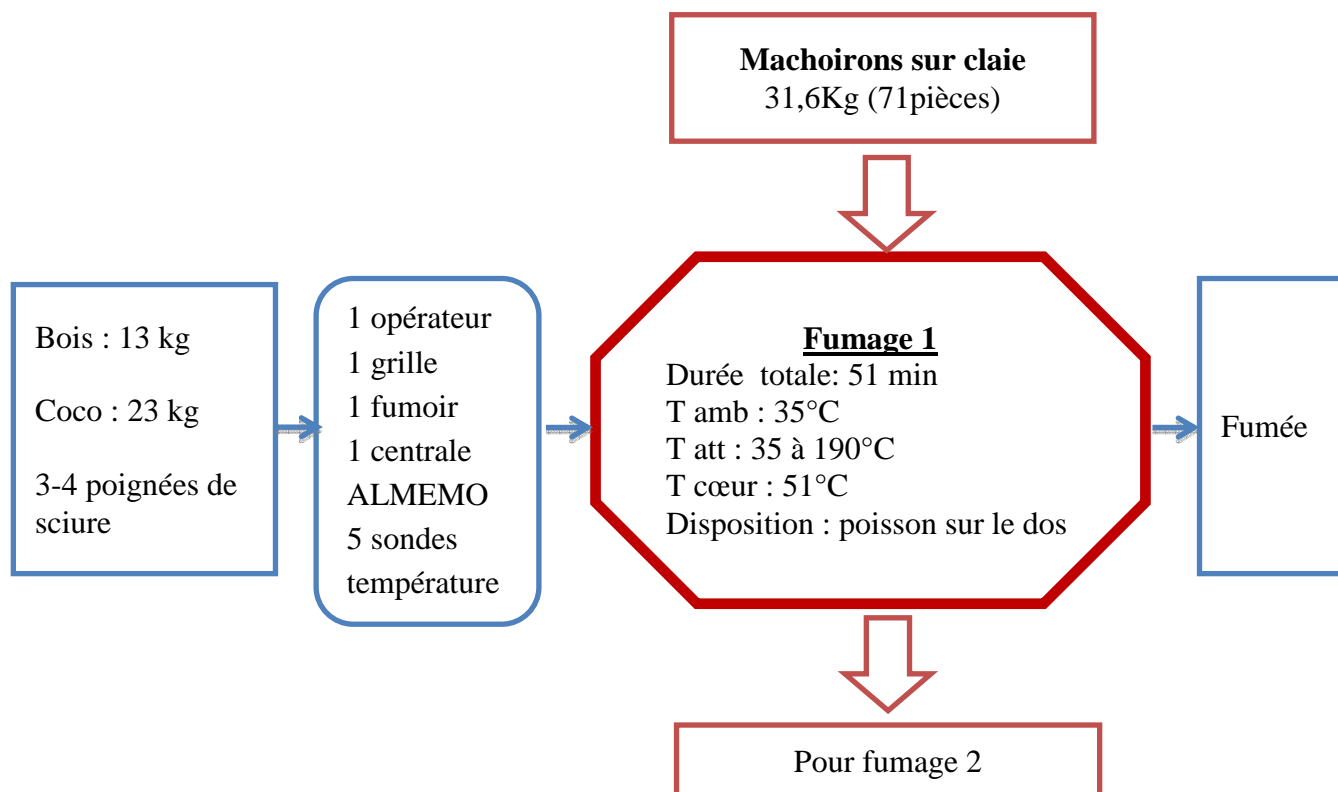 Machoirons sur claie
31,6Kg (71pièces)
Bois : 13 kg
Coco : 23 kg
3-4 poignées de
sciure
1 opérateur
1 grille
1 fumoir
1 centrale
ALMEMO
5 sondes
température
Fumage 1
Durée totale: 51 min
T amb : 35°C
T att : 35 à 190°C
T cœur : 51°C
Disposition : poisson sur le dos
Fumée
Pour fumage 2